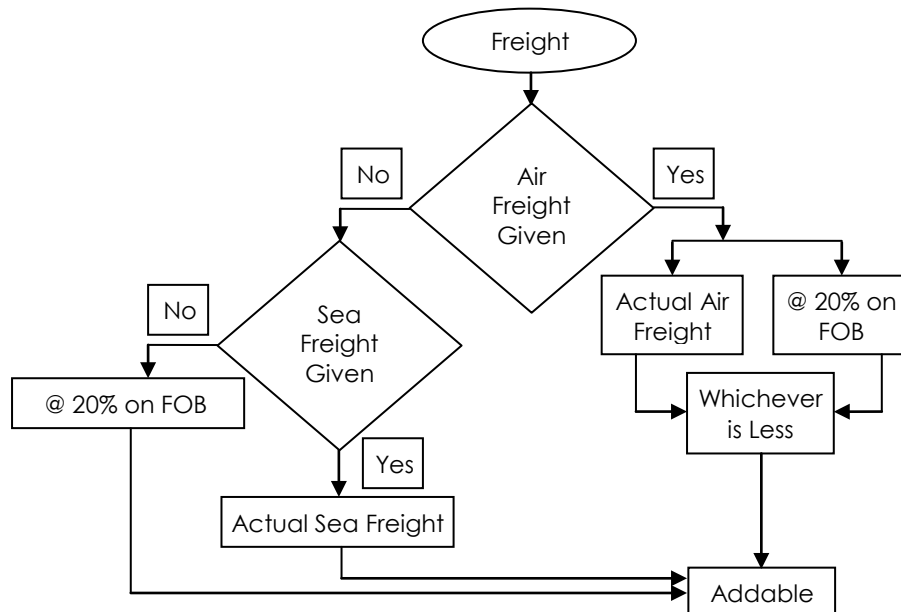 Freight
No
Air
Freight
Given
Yes
No
Sea
Freight
Given
Actual Air
Freight
@ 20% on
FOB
@ 20% on FOB
Whichever
is Less
Yes
Actual Sea Freight
Addable